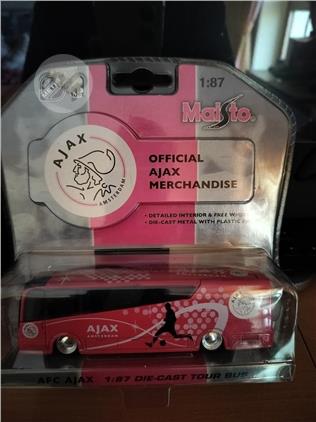 1:87
Maisto®
AJAX
AMSTERDAM
OFFICIAL
AJAX
MERCHANDISE
• DETAILED INTERIOR & FREE
• DIE-CAST METAL WITH PLASTIC
AJAX
AMSTERDAM
AFC AJAX 1:87 DIE-CAST TOUR BUS